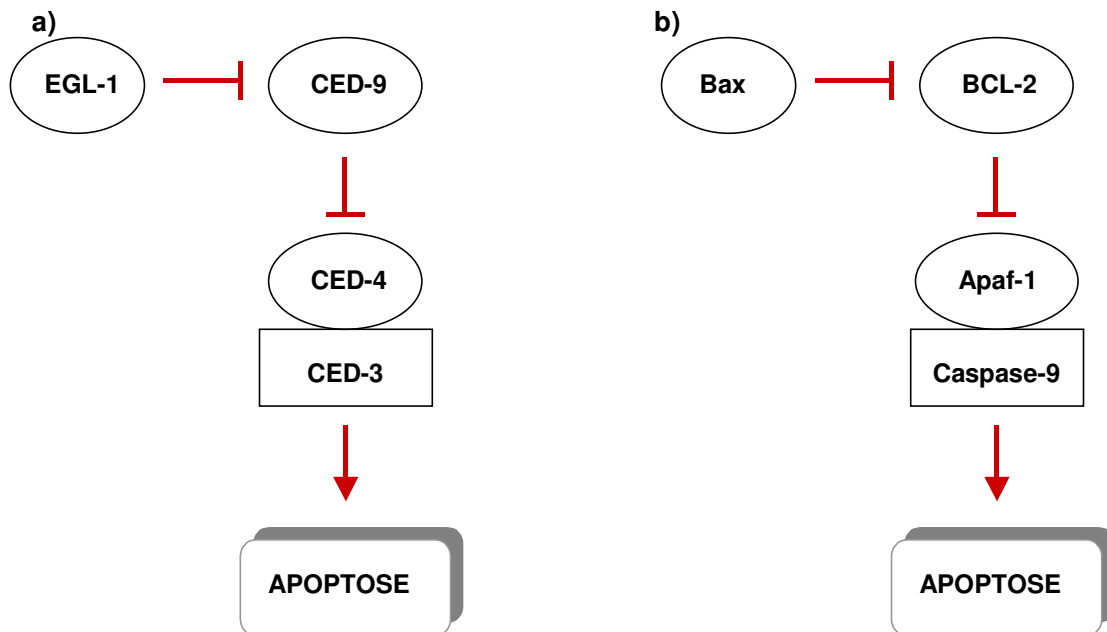 a)
EGL-1
CED-9
CED-4
CED-3
APOPTOSE
b)
Bax
BCL-2
Apaf-1
Caspase-9
APOPTOSE